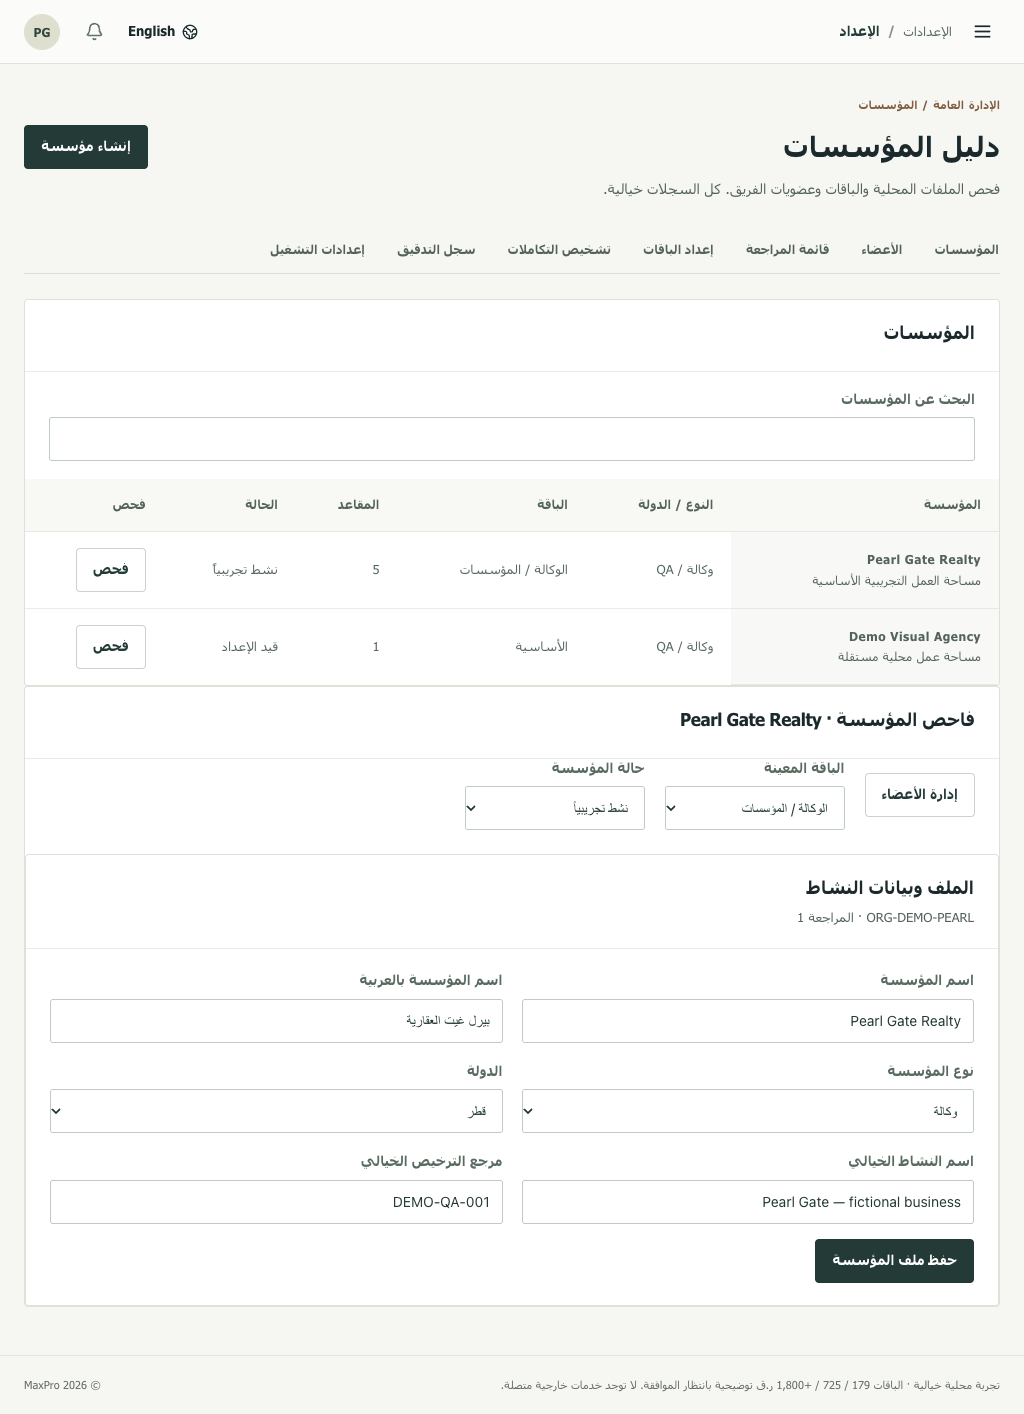 الإعدادات / الإعداد
English
PG
الإدارة العامة / المؤسسات
دليل المؤسسات
إنشاء مؤسسة
فحص الملفات المحلية والباقات وعضويات الفريق. كل السجلات خيالية.
المؤسسات الأعضاء قائمة المراجعة إعداد الباقات تشخيص التكاملات سجل التدقيق إعدادات التشغيل
المؤسسات
البحث عن المؤسسات
المؤسسة النوع / الدولة الباقة المقاعد الحالة فحص
Pearl Gate Realty
مساحة العمل التجريبية الأساسية
وكالة / QA الوكالة / المؤسسات 5 نشط تجريبياً فحص
Demo Visual Agency
مساحة عمل محلية مستقلة
وكالة / QA الأساسية 1 قيد الإعداد فحص
فاحص المؤسسة · Pearl Gate Realty
إدارة الأعضاء
الباقة المعينة حالة المؤسسة
الوكالة / المؤسسات نشط تجريبياً
الملف وبيانات النشاط
ORG-DEMO-PEARL · المراجعة 1
اسم المؤسسة اسم المؤسسة بالعربية
Pearl Gate Realty بيرل غيت العقارية
نوع المؤسسة الدولة
وكالة قطر
اسم النشاط الخيالي مرجع الترخيص الخيالي
Pearl Gate — fictional business DEMO-QA-001
حفظ ملف المؤسسة
تجربة محلية خيالية · الباقات 179 / 725 / +1,800 ر.ق توضيحية بانتظار الموافقة. لا توجد خدمات خارجية متصلة.
© 2026 MaxPro